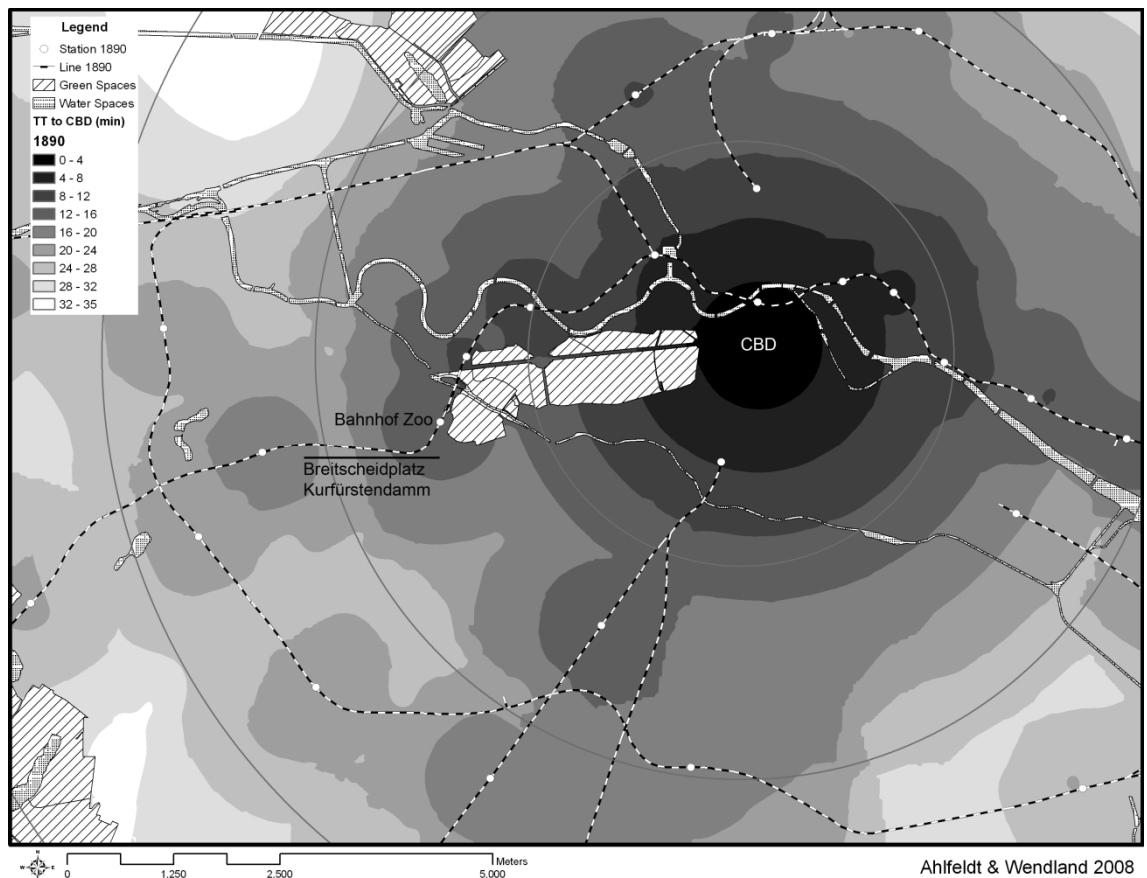 Legend
Station 1890
Line 1890
Green Spaces
Water Spaces
TT to CBD (min)
1890
0 - 4
4 - 8
8 - 12
12 - 16
16 - 20
20 - 24
24 - 28
28 - 32
32 - 35
CBD
Bahnhof Zoo
Breitscheidplatz
Kurfürstendamm
N
W E
S
Meters
0 1.250 2.500 5.000
Ahlfeldt & Wendland 2008